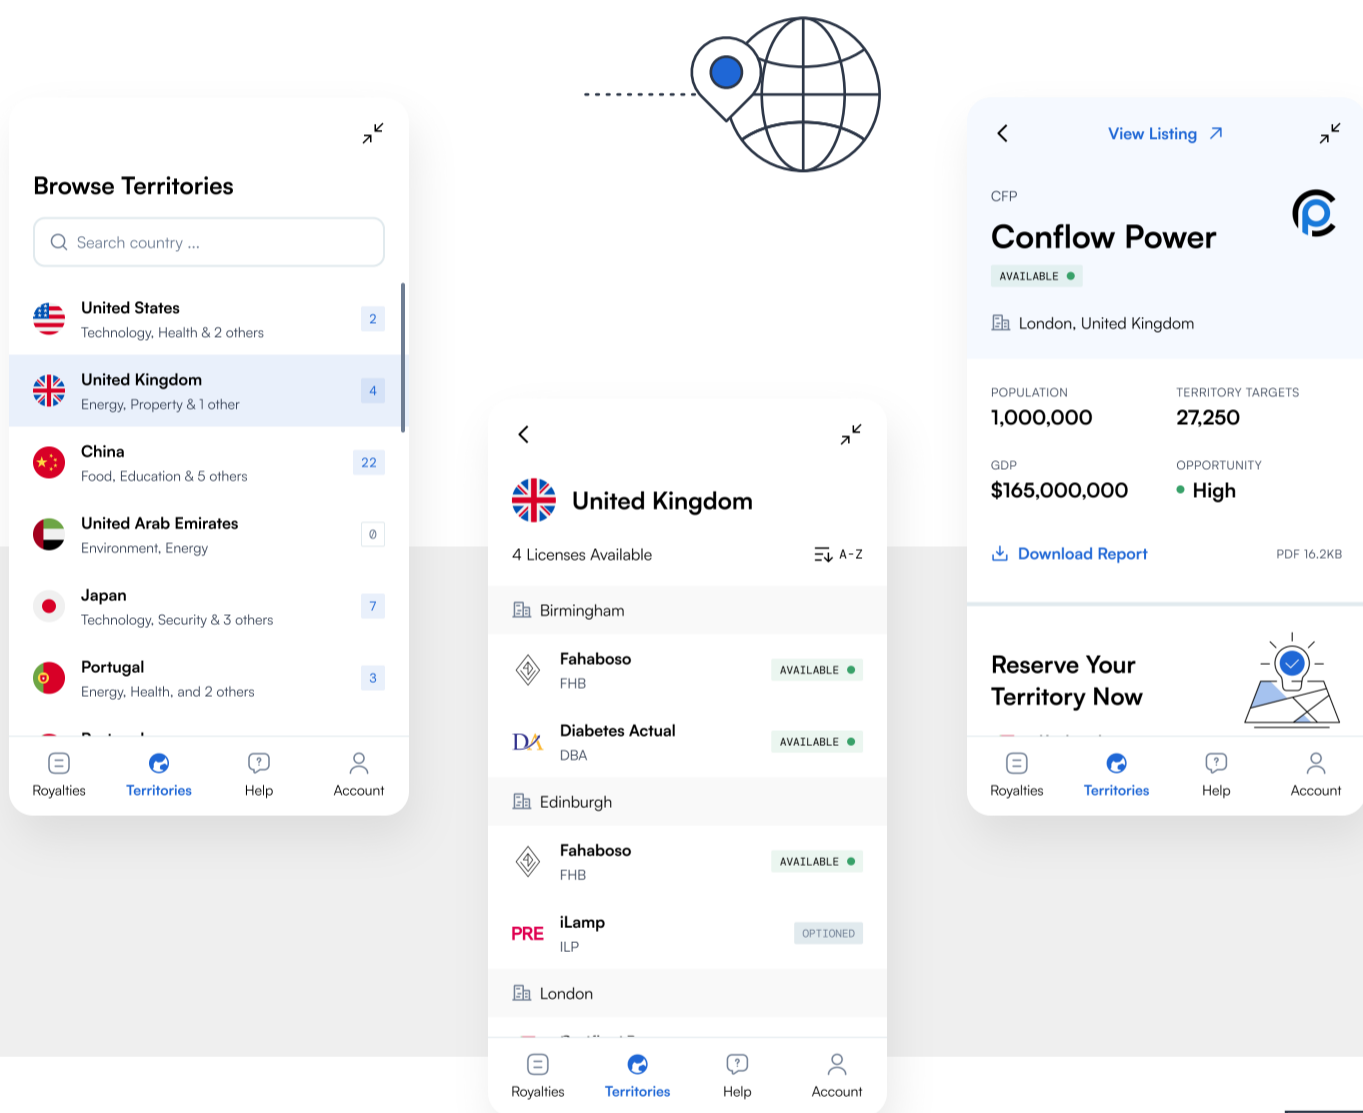 Browse Territories
Search country ...
United States
Technology, Health & 2 others
2
United Kingdom
Energy, Property & 1 other
4
China
Food, Education & 5 others
22
United Arab Emirates
Environment, Energy
0
Japan
Technology, Security & 3 others
7
Portugal
Energy, Health, and 2 others
3
Royalties
Territories
Help
Account
United Kingdom
4 Licenses Available
A-Z
Birmingham
Fahaboso
FHB
AVAILABLE
DA
Diabetes Actual
DBA
AVAILABLE
Edinburgh
Fahaboso
FHB
AVAILABLE
PRE
iLamp
ILP
OPTIONED
London
Royalties
Territories
Help
Account
View Listing
CFP
Conflow Power
AVAILABLE
London, United Kingdom
POPULATION
1,000,000
TERRITORY TARGETS
27,250
GDP
$165,000,000
OPPORTUNITY
High
Download Report
PDF 16.2KB
Reserve Your
Territory Now
Royalties
Territories
Help
Account